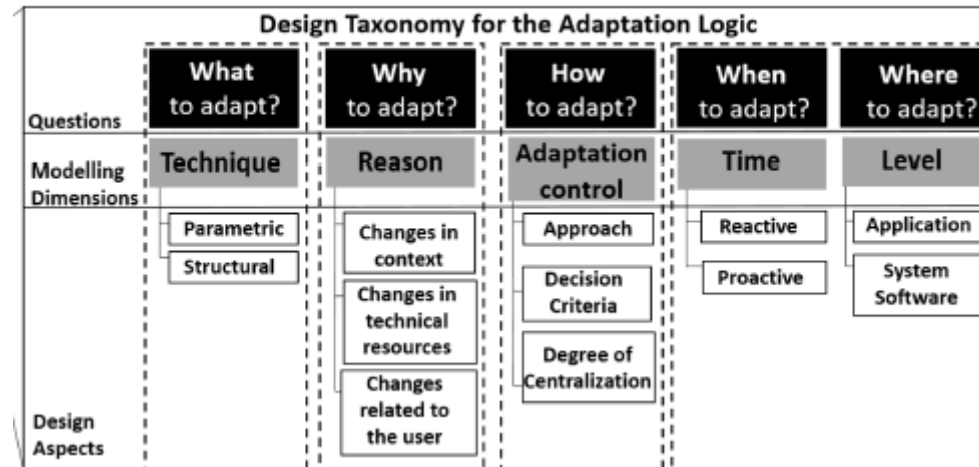 Design Taxonomy for the Adaptation Logic
Questions
What
to adapt?
Why
to adapt?
How
to adapt?
When
to adapt?
Where
to adapt?
Modelling
Dimensions
Technique
Reason
Adaptation
control
Time
Level
Design
Aspects
Parametric
Structural
Changes in
context
Changes in
technical
resources
Changes
related to
the user
Approach
Decision
Criteria
Degree of
Centralization
Reactive
Proactive
Application
System
Software